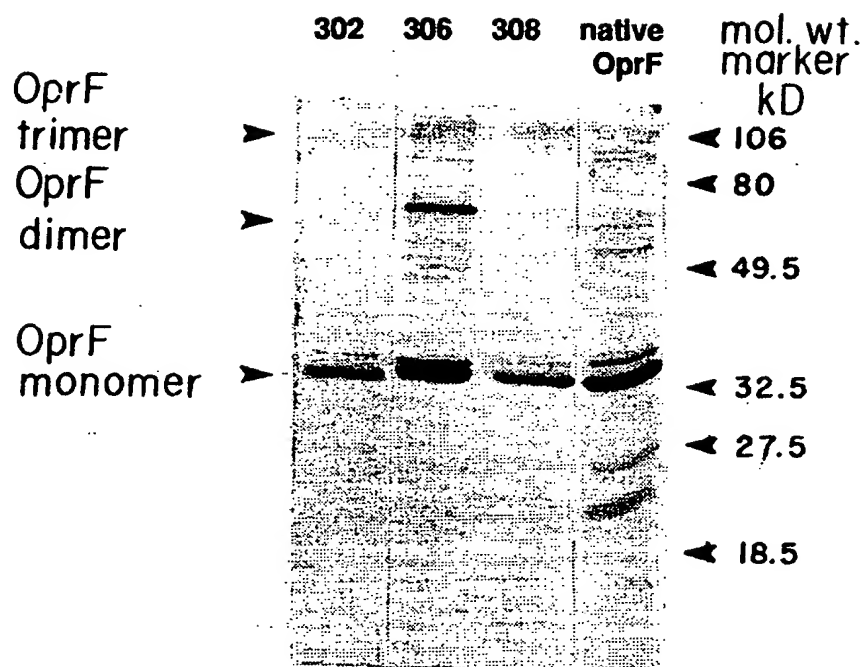 302 306 308 native
OprF
mol. wt.
marker
kD
OprF
trimer
OprF
dimer
OprF
monomer
106
80
49.5
32.5
27.5
18.5